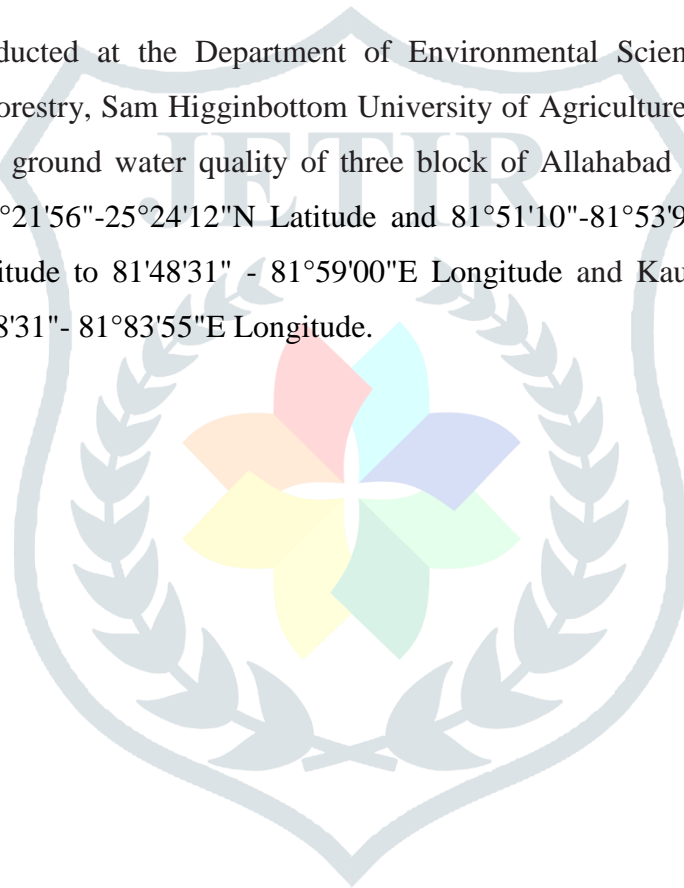 ducted at the Department of Environmental Scien
orestry, Sam Higginbottom University of Agriculture
ground water quality of three block of Allahabad
°21'56"-25°24'12"N Latitude and 81°51'10"-81°53'9
itude to 81'48'31" - 81°59'00"E Longitude and Kau
8'31"- 81°83'55"E Longitude.
JETIR